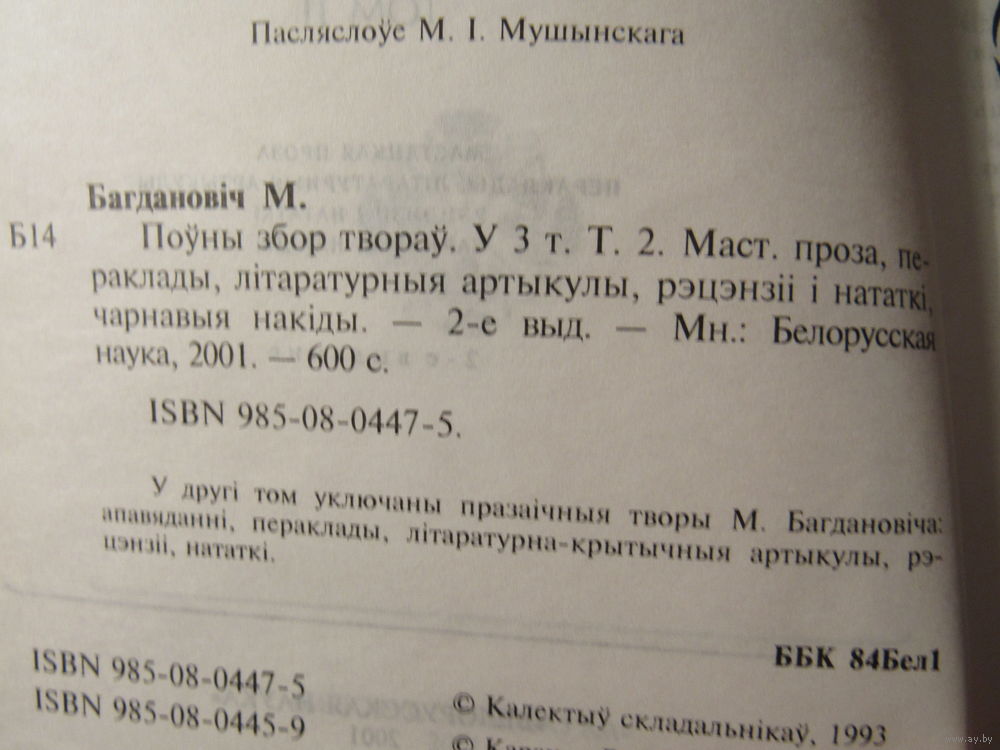 Пасляслоўе М. І. Мушынскага
Багдановіч М.
Б14 Поўны збор твораў. У 3 т. Т. 2. Маст. проза, пе-
раклады, літаратурныя артыкулы, рэцэнзіі і нататкі,
чарнавыя накіды. — 2-е выд. — Мн.: Белорусская
наука, 2001. — 600 с.
ISBN 985-08-0447-5.
У другі том уключаны празаічныя творы М. Багдановіча:
апавяданні, пераклады, літаратурна-крытычныя артыкулы, рэ-
цэнзіі, нататкі.
ББК 84Бел1
ISBN 985-08-0447-5
ISBN 985-08-0445-9
© Калектыў складальнікаў, 1993
©
www.ay.by